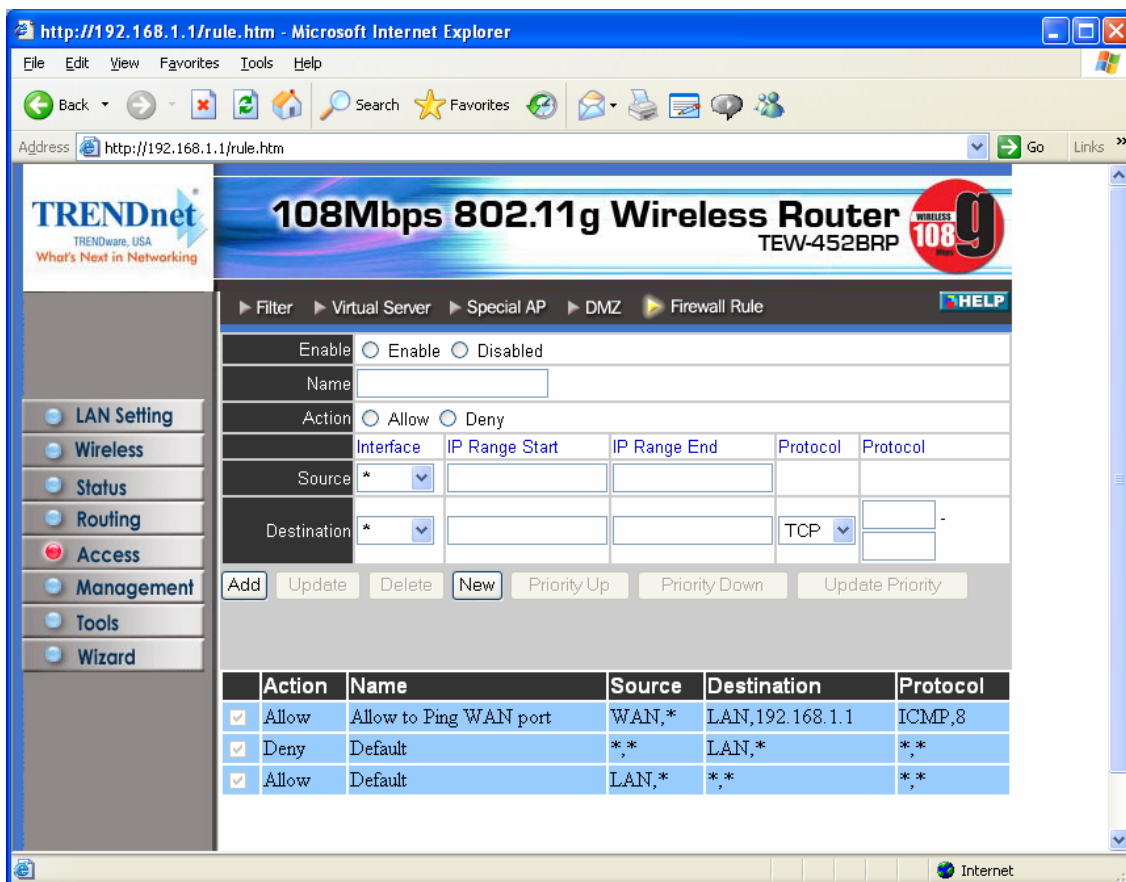 http://192.168.1.1/rule.htm - Microsoft Internet Explorer
File Edit View Favorites Tools Help
Back Search Favorites
Address http://192.168.1.1/rule.htm Go Links »
TRENDnet
TRENDware, USA
What's Next in Networking
108Mbps 802.11g Wireless Router
TEW-452BRP
WIRELESS
108 g
Mbps
Filter Virtual Server Special AP DMZ Firewall Rule HELP
Enable Enable Disabled
Name
LAN Setting
Wireless
Status
Routing
Access
Management
Tools
Wizard
Action Allow Deny
Interface IP Range Start IP Range End Protocol Protocol
Source *
Destination * TCP -
Add Update Delete New Priority Up Priority Down Update Priority
Action Name Source Destination Protocol
Allow Allow to Ping WAN port WAN,* LAN,192.168.1.1 ICMP,8
Deny Default *,* LAN,* *,*
Allow Default LAN,* *,* *,*
Internet